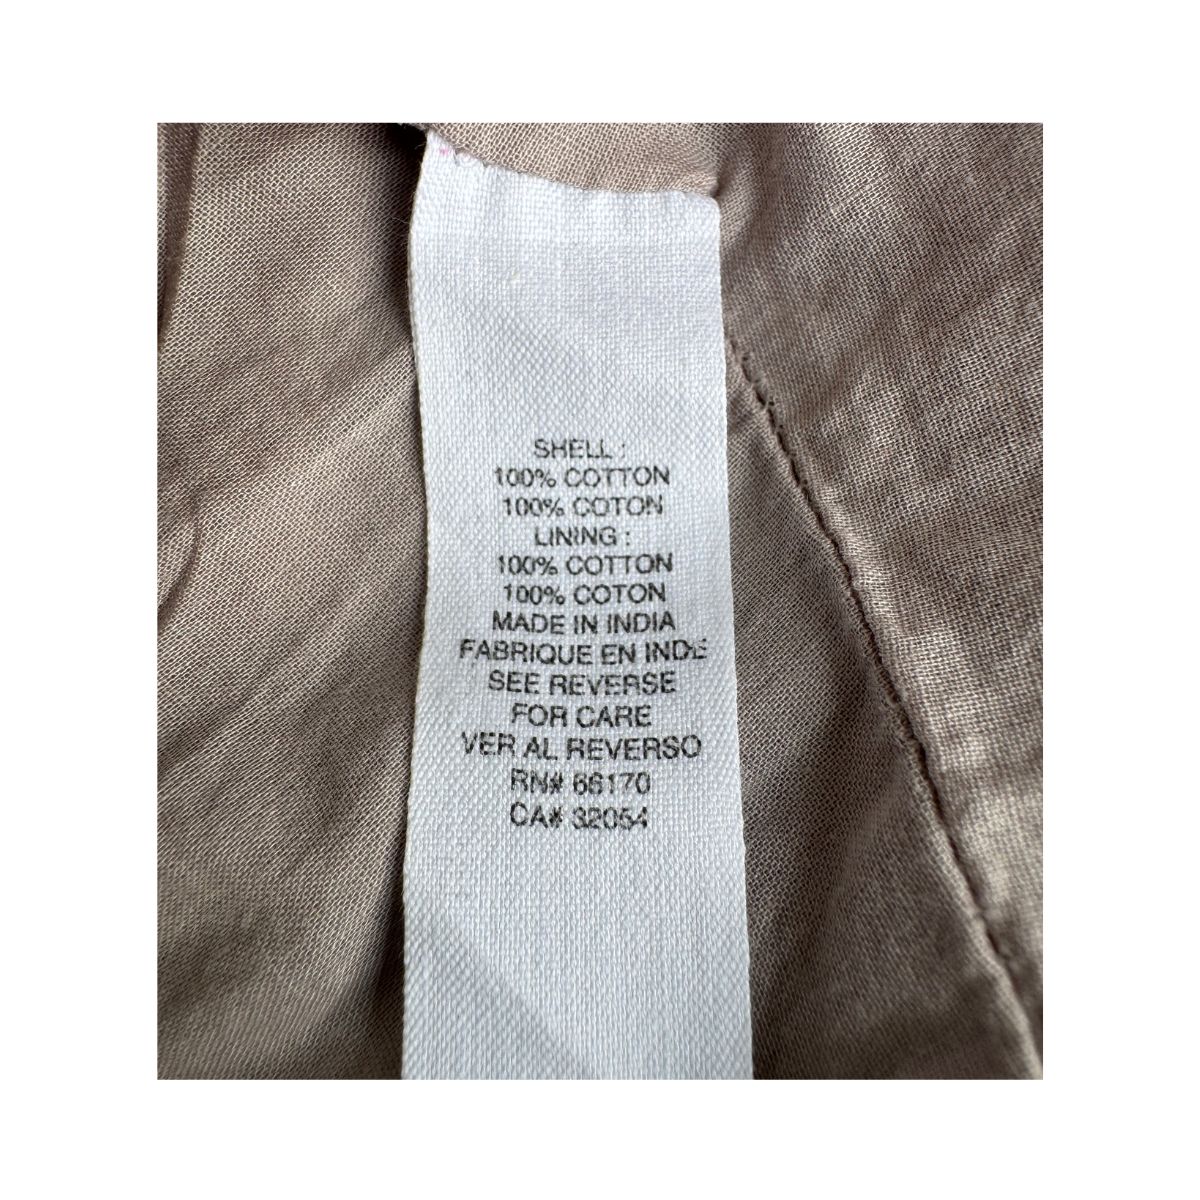 SHELL :
100% COTTON
100% COTON
LINING :
100% COTTON
100% COTON
MADE IN INDIA
FABRIQUE EN INDE
SEE REVERSE
FOR CARE
VER AL REVERSO
RN# 66170
CA# 32054